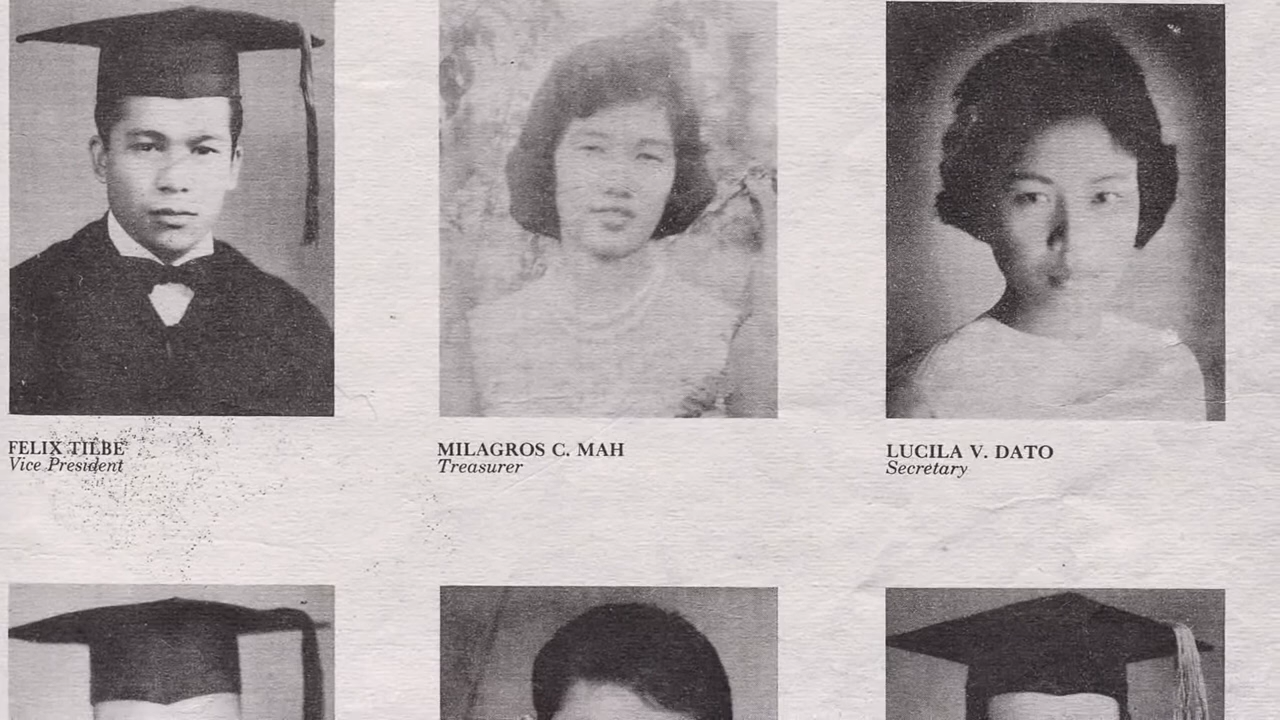 FELIX TILBE
Vice President
MILAGROS C. MAH
Treasurer
LUCILA V. DATO
Secretary